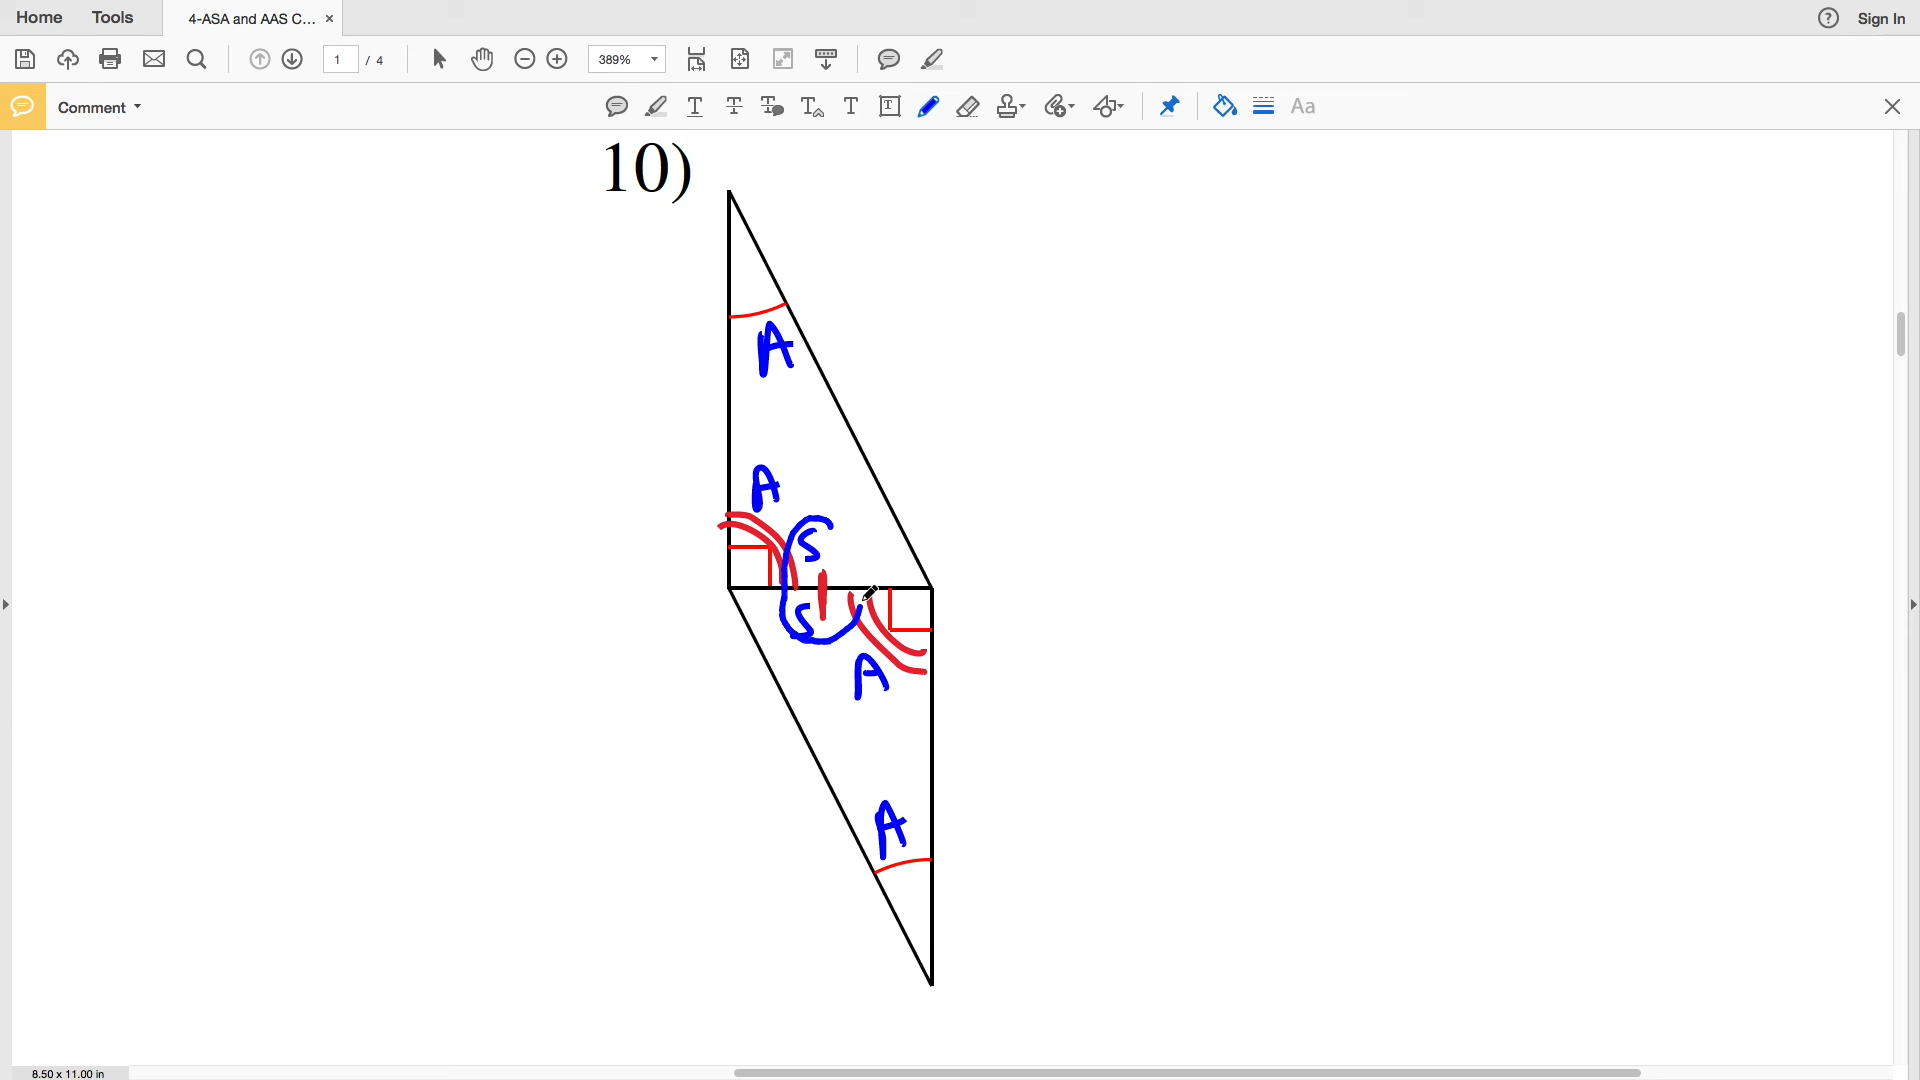 Home Tools 4-ASA and AAS C... × ? Sign In
1 / 4 389%
Comment T T T T T T Aa
10)
A
A
S
S
A
A
8.50 x 11.00 in